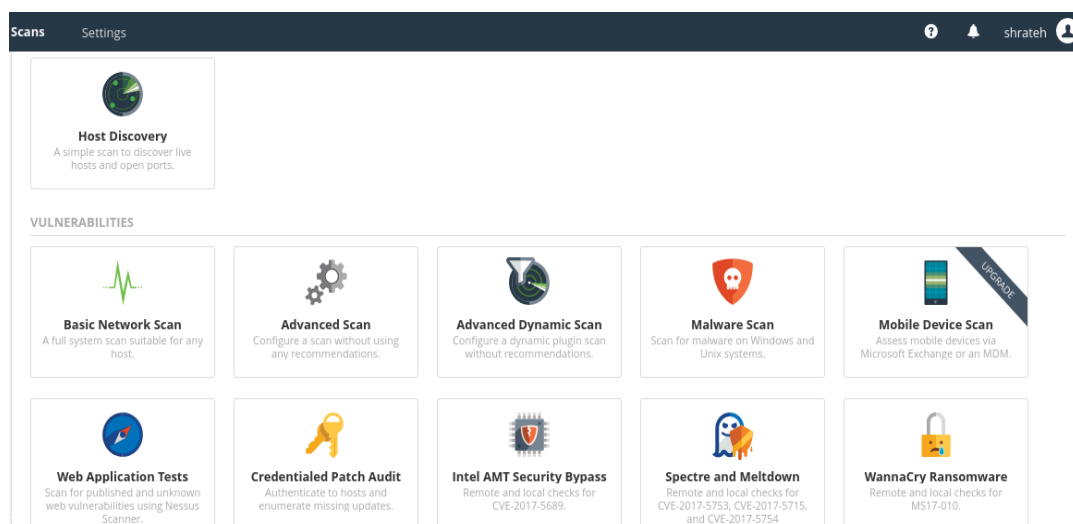 Scans Settings shrateh
Host Discovery
A simple scan to discover live
hosts and open ports.
VULNERABILITIES
Basic Network Scan
A full system scan suitable for any
host.
Advanced Scan
Configure a scan without using
any recommendations.
Advanced Dynamic Scan
Configure a dynamic plugin scan
without recommendations.
Malware Scan
Scan for malware on Windows and
Unix systems.
UPGRADE
Mobile Device Scan
Assess mobile devices via
Microsoft Exchange or an MDM.
Web Application Tests
Scan for published and unknown
web vulnerabilities using Nessus
Scanner.
Credentialed Patch Audit
Authenticate to hosts and
enumerate missing updates.
Intel AMT Security Bypass
Remote and local checks for
CVE-2017-5689.
Spectre and Meltdown
Remote and local checks for
CVE-2017-5753, CVE-2017-5715,
and CVE-2017-5754
WannaCry Ransomware
Remote and local checks for
MS17-010.